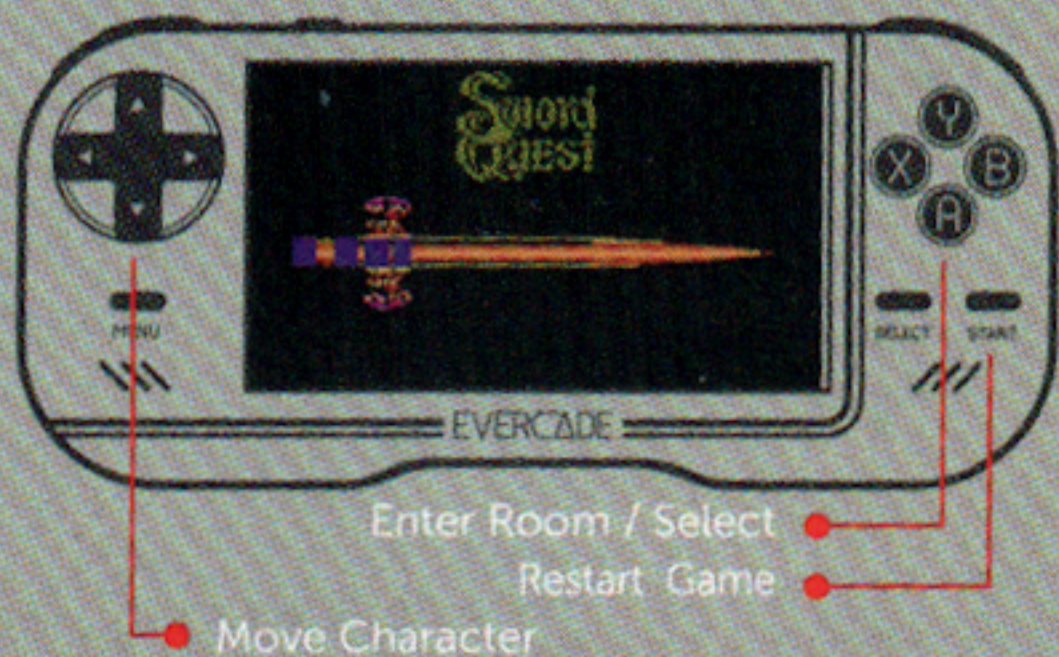 Sword
Quest
Y
X
B
A
MENU
SELECT
START
EVERCADE
Enter Room / Select
Restart Game
Move Character